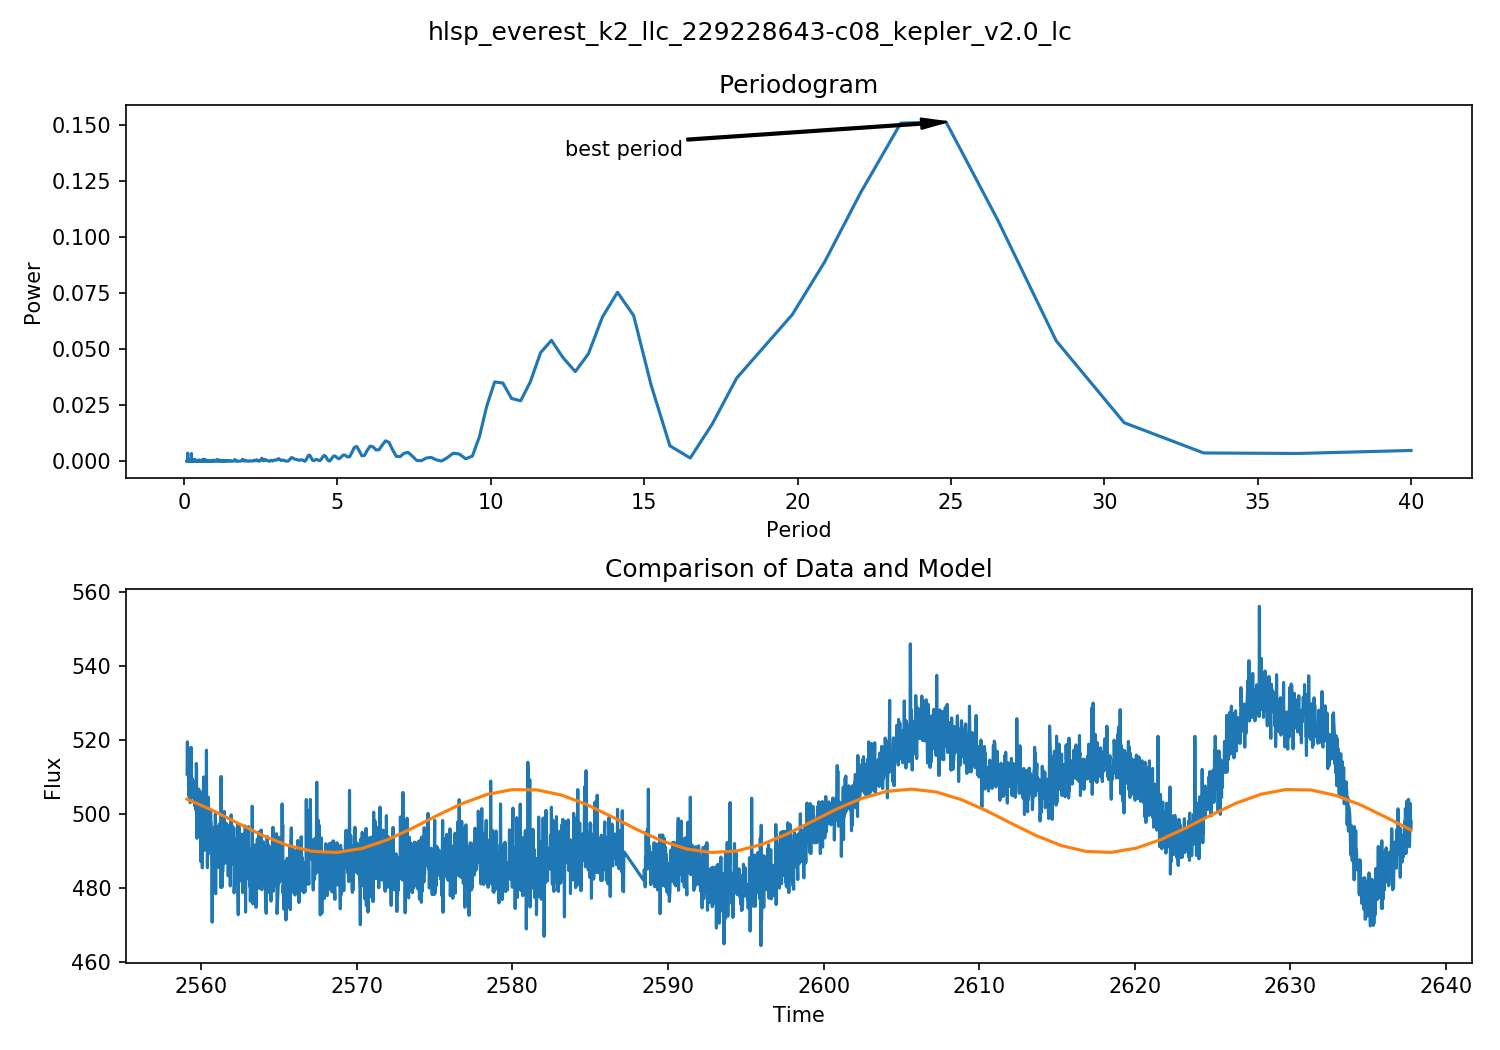 hlsp_everest_k2_llc_229228643-c08_kepler_v2.0_lc
Periodogram
0.150
0.125
0.100
0.075
0.050
0.025
0.000
Power
best period
0 5 10 15 20 25 30 35 40
Period
Comparison of Data and Model
560
540
520
500
480
460
Flux
2560 2570 2580 2590 2600 2610 2620 2630 2640
Time